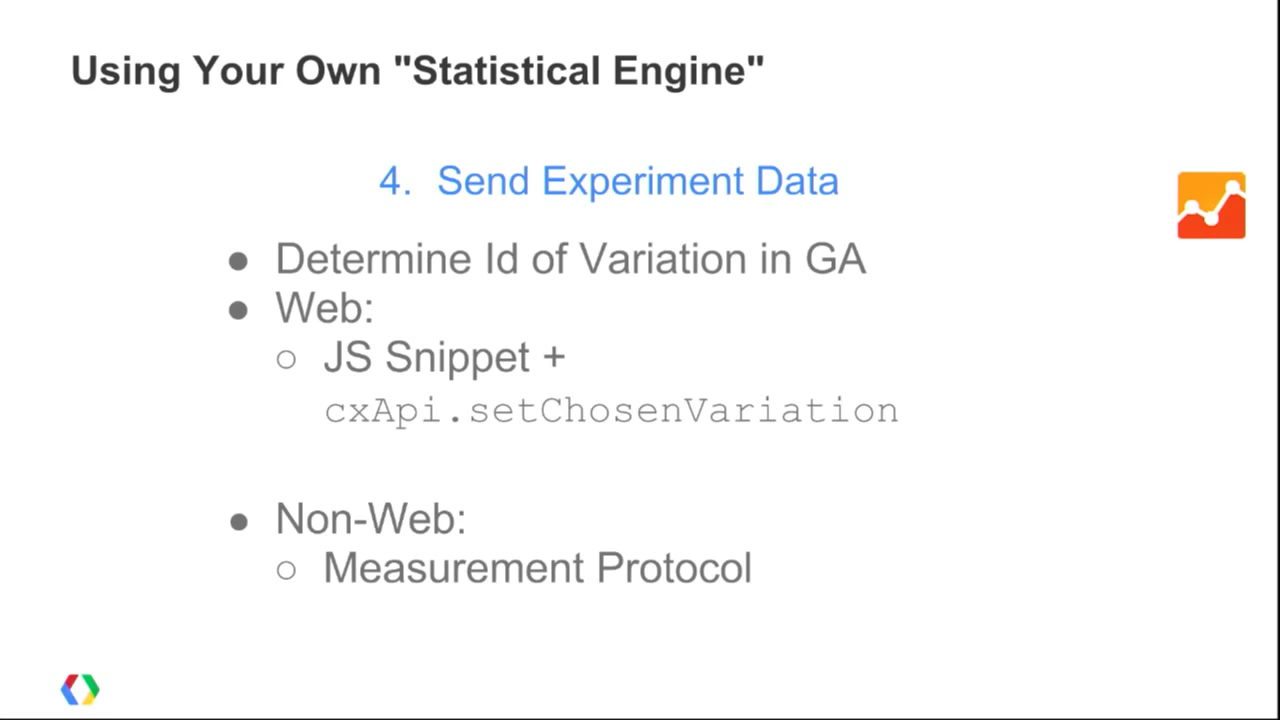 Using Your Own "Statistical Engine"
4. Send Experiment Data
● Determine Id of Variation in GA
● Web:
○ JS Snippet +
cxApi.setChosenVariation
● Non-Web:
○ Measurement Protocol